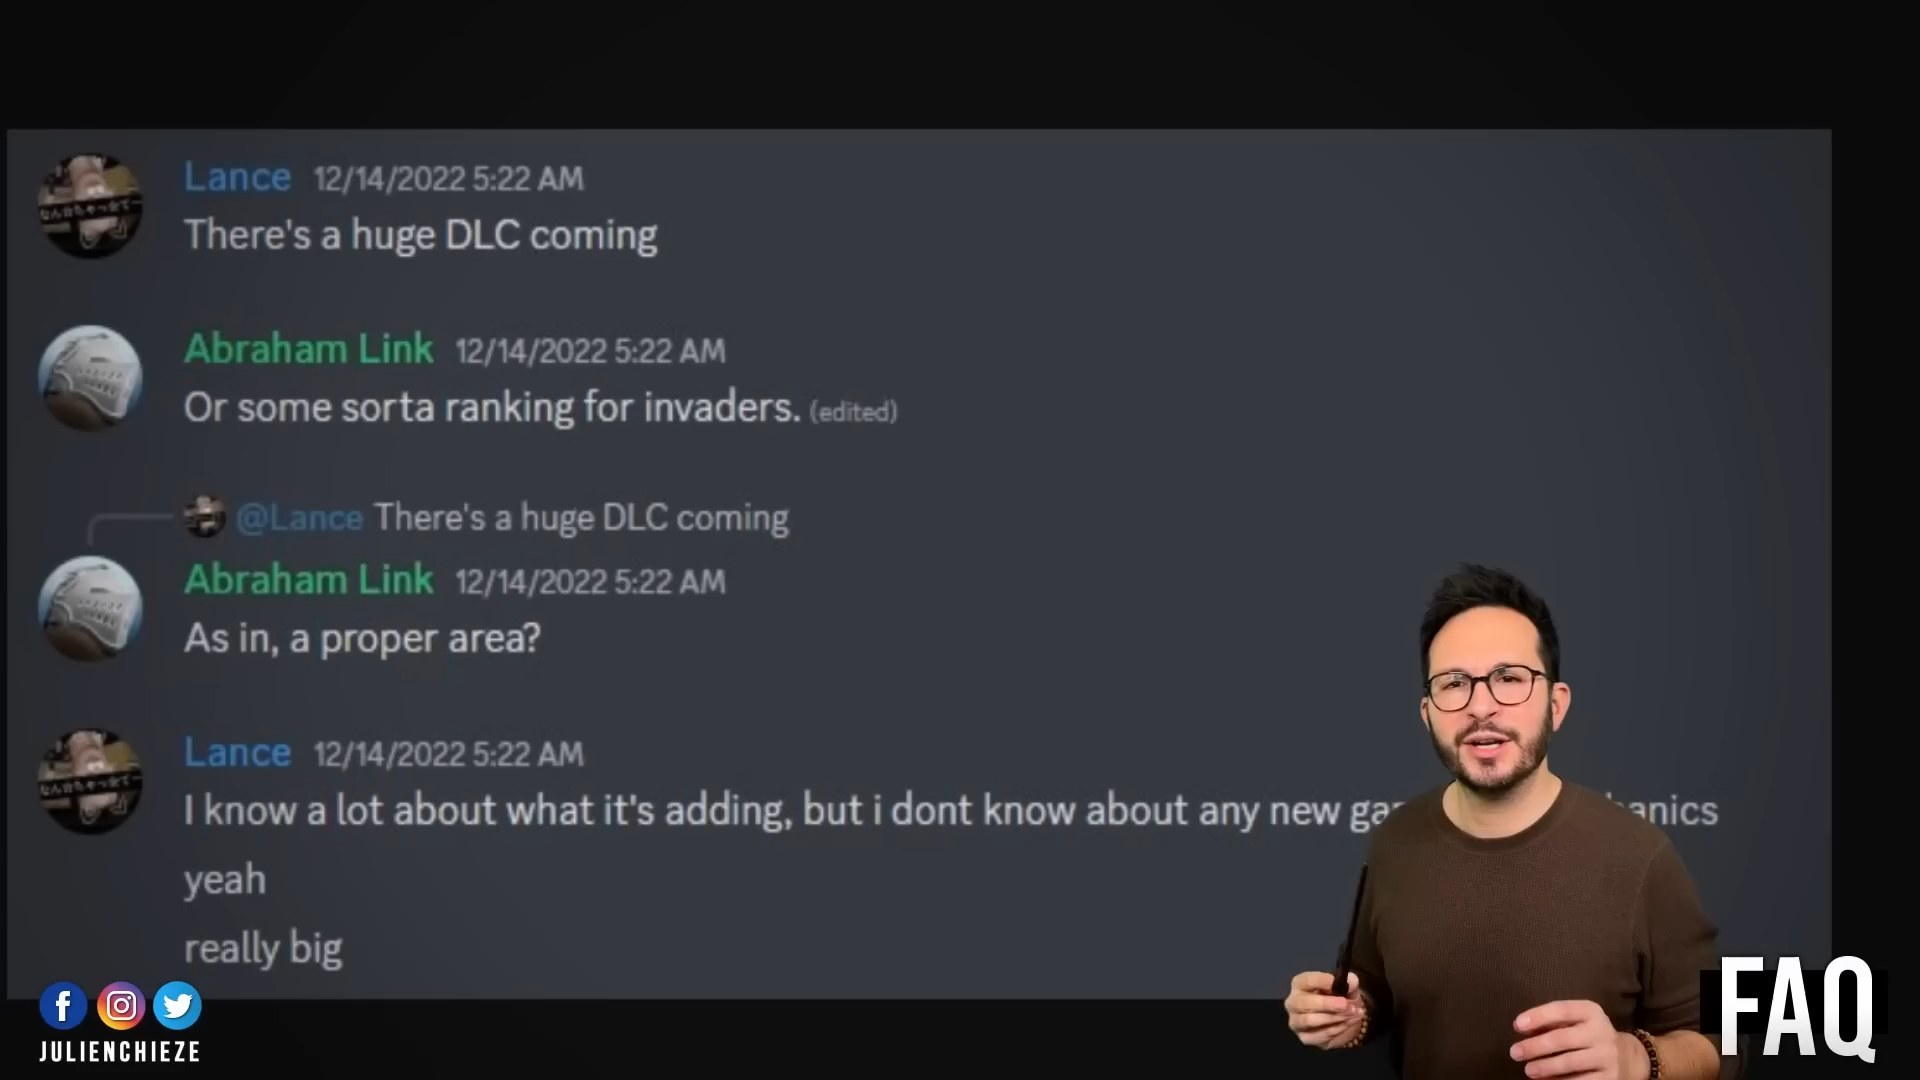 Lance 12/14/2022 5:22 AM
There's a huge DLC coming
Abraham Link 12/14/2022 5:22 AM
Or some sorta ranking for invaders. (edited)
@Lance There's a huge DLC coming
Abraham Link 12/14/2022 5:22 AM
As in, a proper area?
Lance 12/14/2022 5:22 AM
I know a lot about what it's adding, but i dont know about any new
yeah
really big
JULIENCHIEZE
FAQ